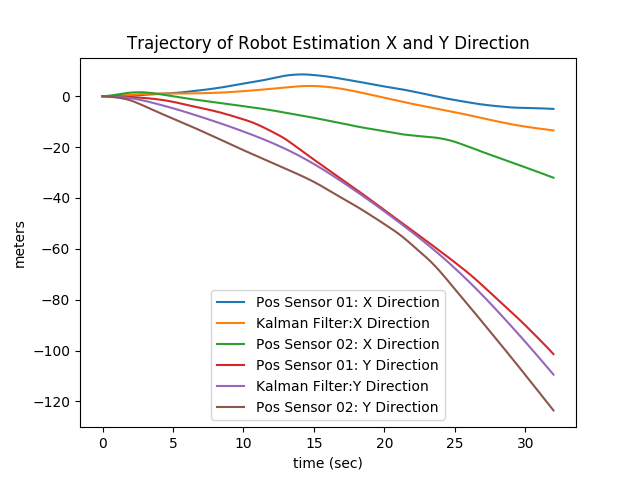 Trajectory of Robot Estimation X and Y Direction
0
−20
−40
−60
−80
−100
−120
meters
Pos Sensor 01: X Direction
Kalman Filter:X Direction
Pos Sensor 02: X Direction
Pos Sensor 01: Y Direction
Kalman Filter:Y Direction
Pos Sensor 02: Y Direction
0 5 10 15 20 25 30
time (sec)